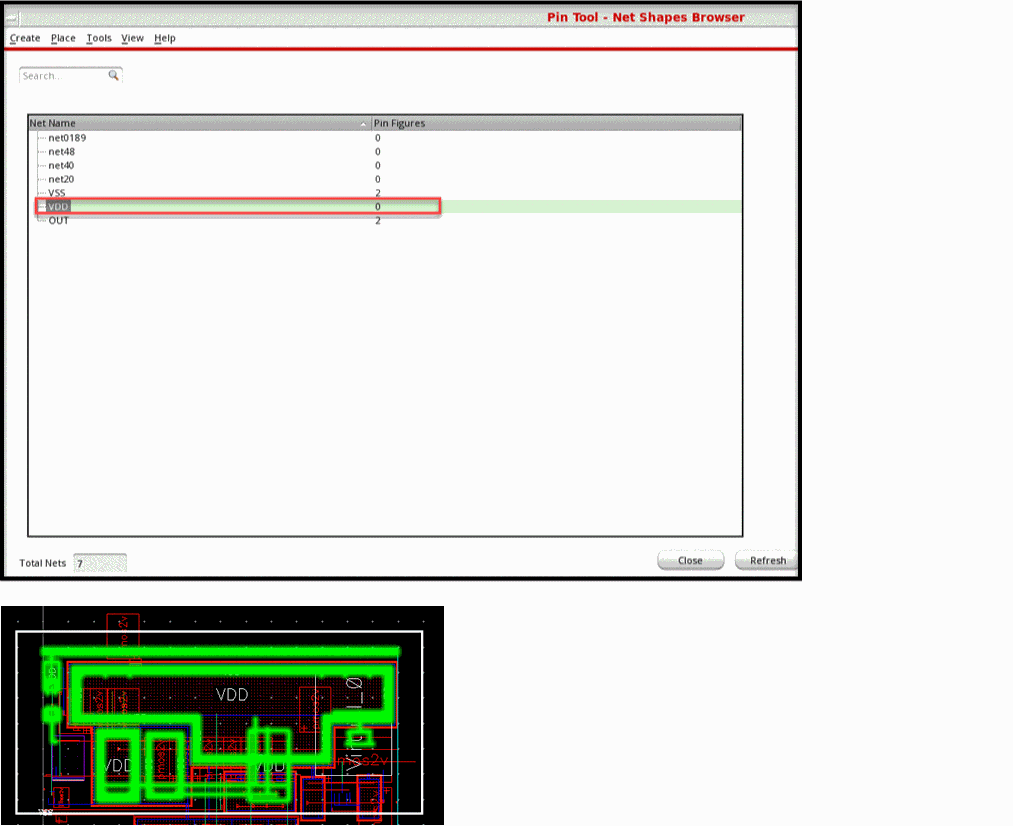 Pin Tool - Net Shapes Browser
Create Place Tools View Help
Search..
Net Name Pin Figures
net0189 0
net48 0
net40 0
net20 0
VSS 2
VDD 0
OUT 2
Total Nets 7 Close Refresh
VDD
VDD VDD